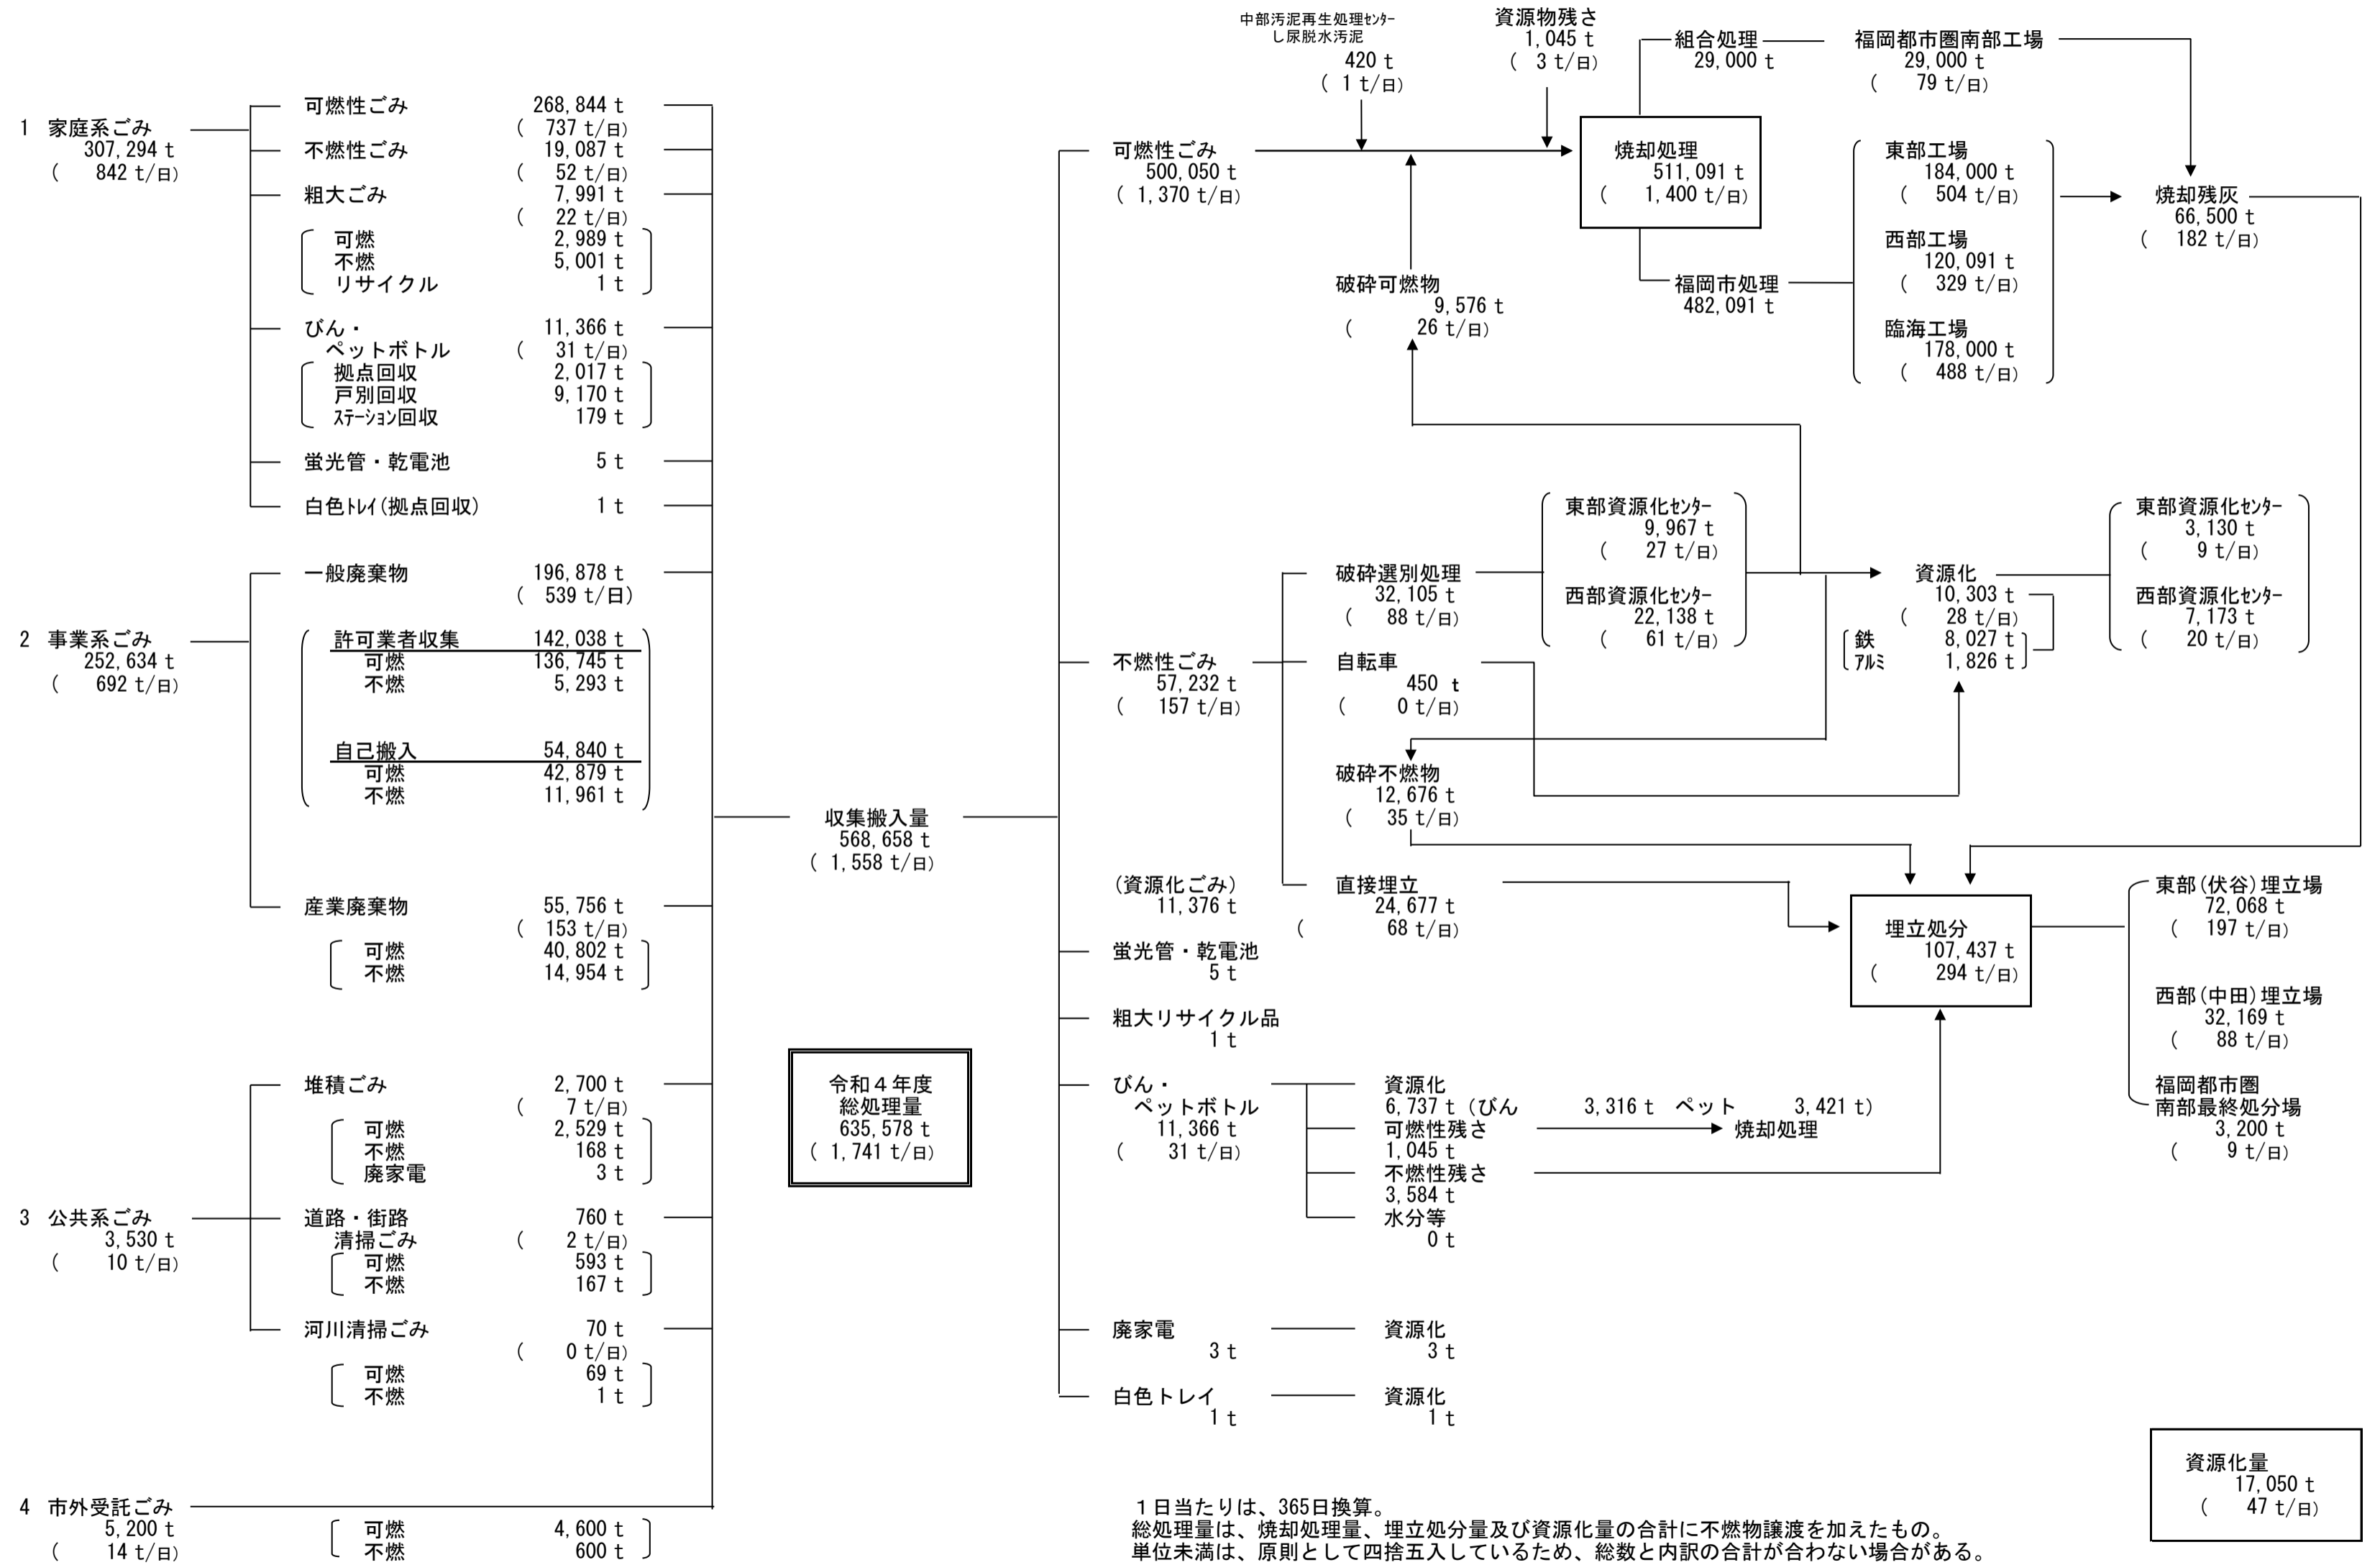 1 家庭系ごみ
307,294 t
( 842 t/日)
可燃性ごみ 268,844 t
( 737 t/日)
不燃性ごみ 19,087 t
( 52 t/日)
粗大ごみ 7,991 t
( 22 t/日)
可燃 2,989 t
不燃 5,001 t
リサイクル 1 t
びん・ 11,366 t
ペットボトル ( 31 t/日)
拠点回収 2,017 t
戸別回収 9,170 t
ｽﾃｰｼｮﾝ回収 179 t
蛍光管・乾電池 5 t
白色ﾄﾚｲ(拠点回収) 1 t
2 事業系ごみ
252,634 t
( 692 t/日)
一般廃棄物 196,878 t
( 539 t/日)
許可業者収集 142,038 t
可燃 136,745 t
不燃 5,293 t
自己搬入 54,840 t
可燃 42,879 t
不燃 11,961 t
産業廃棄物 55,756 t
( 153 t/日)
可燃 40,802 t
不燃 14,954 t
3 公共系ごみ
3,530 t
( 10 t/日)
堆積ごみ 2,700 t
( 7 t/日)
可燃 2,529 t
不燃 168 t
廃家電 3 t
道路・街路 760 t
清掃ごみ ( 2 t/日)
可燃 593 t
不燃 167 t
河川清掃ごみ 70 t
( 0 t/日)
可燃 69 t
不燃 1 t
4 市外受託ごみ
5,200 t
( 14 t/日)
可燃 4,600 t
不燃 600 t
収集搬入量
568,658 t
( 1,558 t/日)
令和４年度
総処理量
635,578 t
( 1,741 t/日)
中部汚泥再生処理ｾﾝﾀｰ
し尿脱水汚泥
420 t
( 1 t/日)
資源物残さ
1,045 t
( 3 t/日)
可燃性ごみ
500,050 t
( 1,370 t/日)
破砕可燃物
9,576 t
( 26 t/日)
焼却処理
511,091 t
( 1,400 t/日)
組合処理
29,000 t
福岡都市圏南部工場
29,000 t
( 79 t/日)
福岡市処理
482,091 t
東部工場
184,000 t
( 504 t/日)
西部工場
120,091 t
( 329 t/日)
臨海工場
178,000 t
( 488 t/日)
焼却残灰
66,500 t
( 182 t/日)
不燃性ごみ
57,232 t
( 157 t/日)
破砕選別処理
32,105 t
( 88 t/日)
東部資源化ｾﾝﾀｰ
9,967 t
( 27 t/日)
西部資源化ｾﾝﾀｰ
22,138 t
( 61 t/日)
資源化
10,303 t
( 28 t/日)
鉄 8,027 t
ｱﾙﾐ 1,826 t
東部資源化ｾﾝﾀｰ
3,130 t
( 9 t/日)
西部資源化ｾﾝﾀｰ
7,173 t
( 20 t/日)
自転車
450 t
( 0 t/日)
破砕不燃物
12,676 t
( 35 t/日)
直接埋立
24,677 t
( 68 t/日)
埋立処分
107,437 t
( 294 t/日)
東部(伏谷)埋立場
72,068 t
( 197 t/日)
西部(中田)埋立場
32,169 t
( 88 t/日)
福岡都市圏
南部最終処分場
3,200 t
( 9 t/日)
(資源化ごみ)
11,376 t
蛍光管・乾電池
5 t
粗大リサイクル品
1 t
びん・
ペットボトル
11,366 t
( 31 t/日)
資源化
6,737 t (びん 3,316 t ペット 3,421 t)
可燃性残さ 焼却処理
1,045 t
不燃性残さ
3,584 t
水分等
0 t
廃家電 資源化
3 t 3 t
白色トレイ 資源化
1 t 1 t
資源化量
17,050 t
( 47 t/日)
１日当たりは、365日換算。
総処理量は、焼却処理量、埋立処分量及び資源化量の合計に不燃物譲渡を加えたもの。
単位未満は、原則として四捨五入しているため、総数と内訳の合計が合わない場合がある。